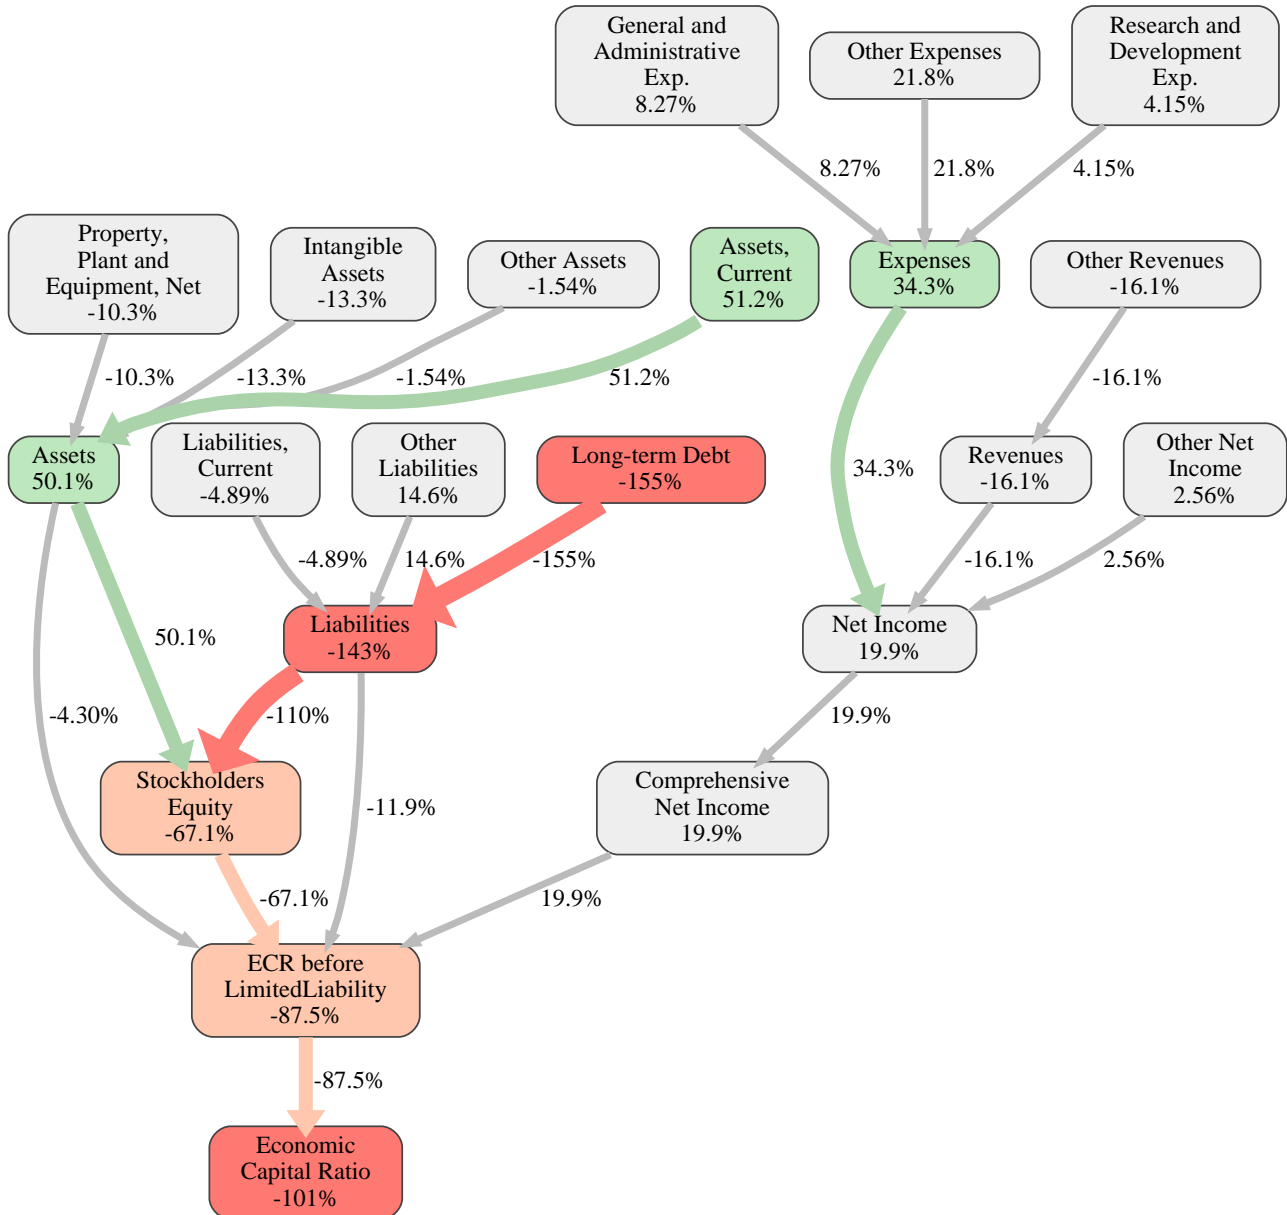 General and
Administrative
Exp.
8.27%
Other Expenses
21.8%
Research and
Development
Exp.
4.15%
8.27%
21.8%
4.15%
Property,
Plant and
Equipment, Net
-10.3%
Intangible
Assets
-13.3%
Other Assets
-1.54%
Assets,
Current
51.2%
Expenses
34.3%
Other Revenues
-16.1%
-10.3%
-13.3%
-1.54%
51.2%
-16.1%
Assets
50.1%
Liabilities,
Current
-4.89%
Other
Liabilities
14.6%
Long-term Debt
-155%
34.3%
Revenues
-16.1%
Other Net
Income
2.56%
-4.89%
14.6%
-155%
-16.1%
2.56%
50.1%
Liabilities
-143%
Net Income
19.9%
-4.30%
-110%
19.9%
Stockholders
Equity
-67.1%
-11.9%
Comprehensive
Net Income
19.9%
-67.1%
19.9%
ECR before
LimitedLiability
-87.5%
-87.5%
Economic
Capital Ratio
-101%